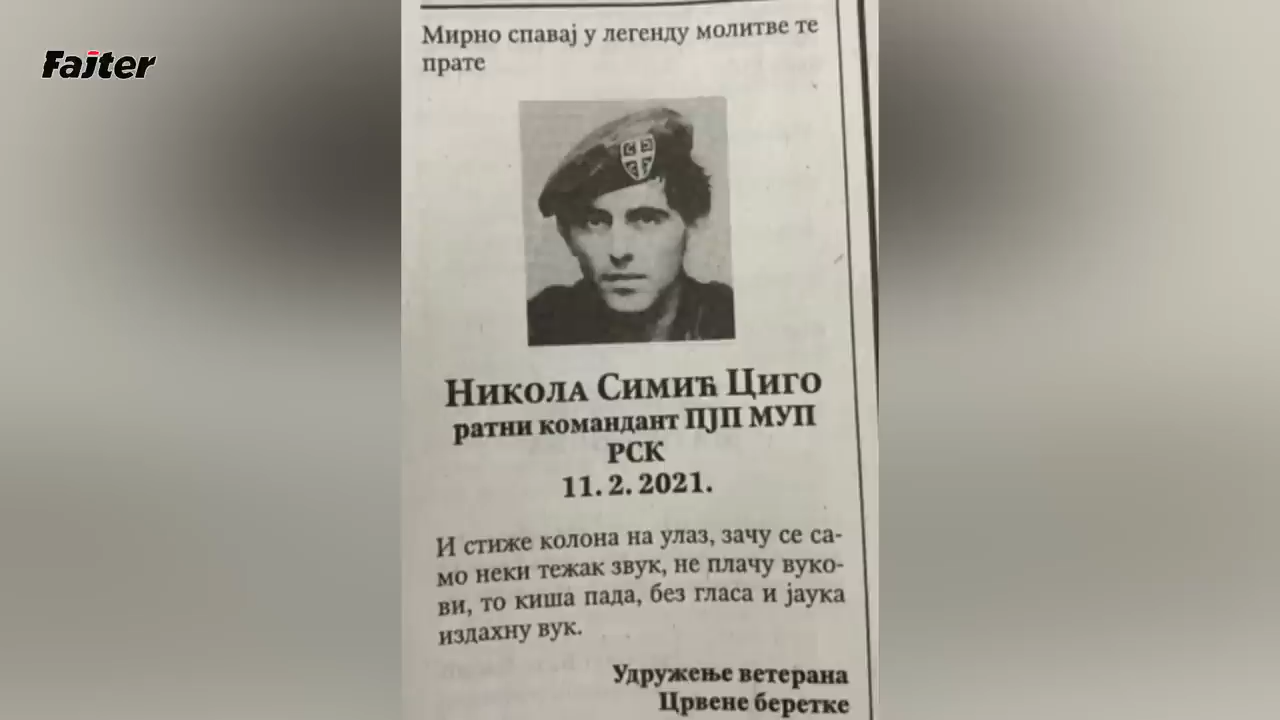 Fajter
Мирно спавај у легенду молитве те
прате
Никола Симић Циго
ратни командант ПЈП МУП
РСК
11. 2. 2021.
И стиже колона на улаз, зачу се са-
мо неки тежак звук, не плачу вуко-
ви, то киша пада, без гласа и јаука
издахну вук.
Удружење ветерана
Црвене беретке